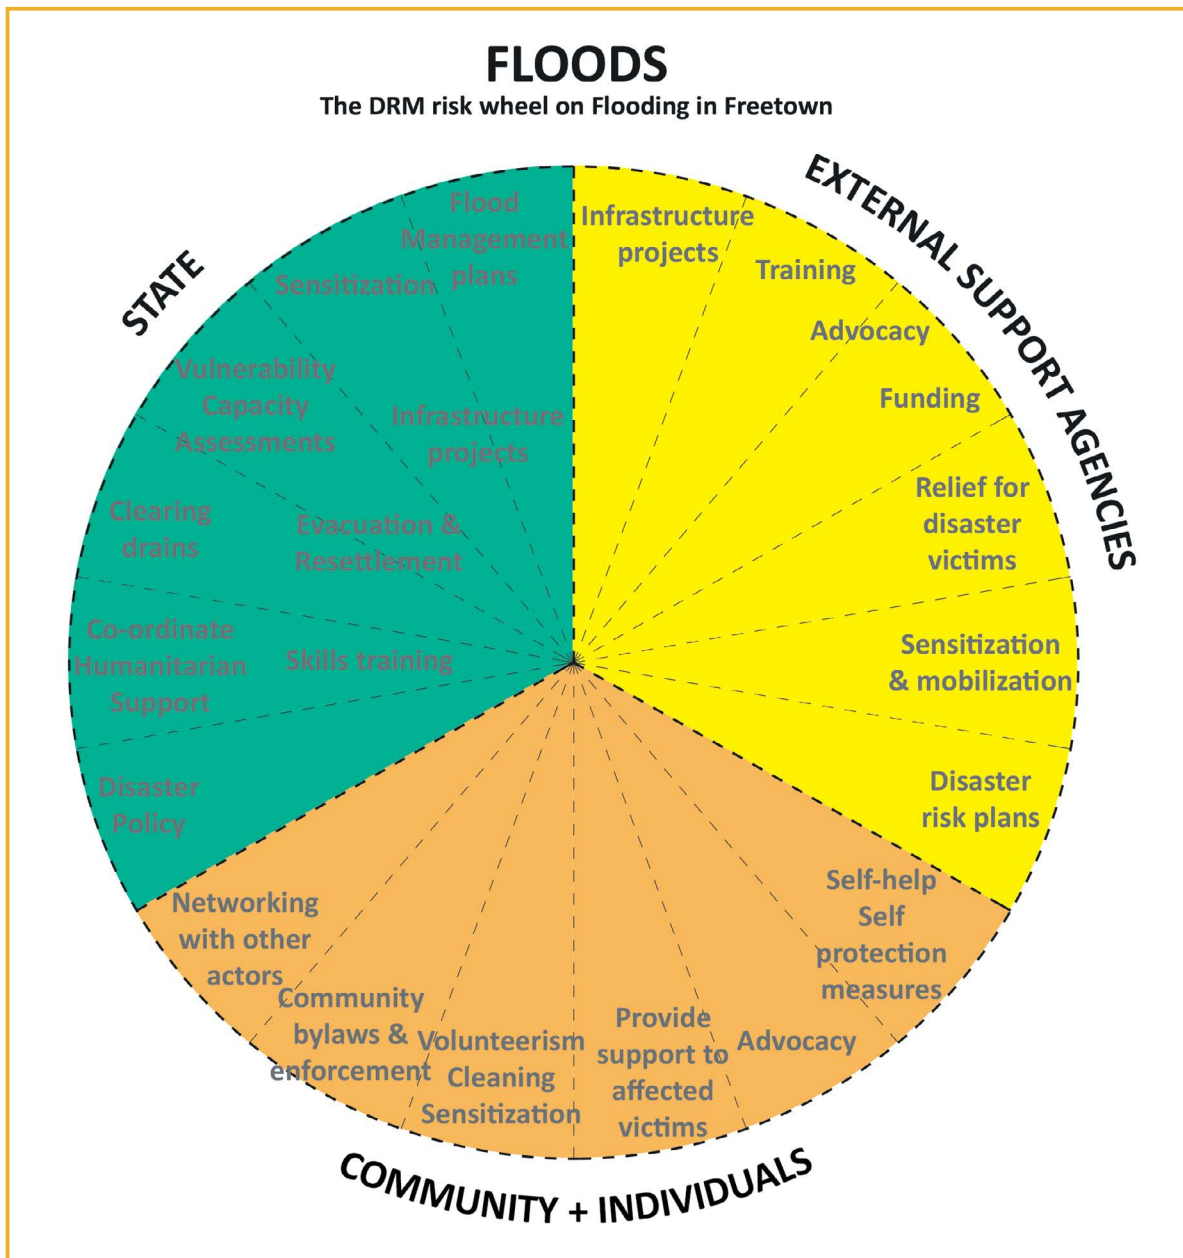 FLOODS
The DRM risk wheel on Flooding in Freetown
STATE
Flood
Management
plans
Sensitization
Vulnerability
Capacity
Assessments
Infrastructure
projects
Clearing
drains
Evacuation &
Resettlement
Co-ordinate
Humanitarian
Support
Skills training
Disaster
Policy
EXTERNAL SUPPORT AGENCIES
Infrastructure
projects
Training
Advocacy
Funding
Relief for
disaster
victims
Sensitization
& mobilization
Disaster
risk plans
Self-help
Self
protection
measures
Advocacy
Provide
support to
affected
victims
Volunteerism
Cleaning
Sensitization
Community
bylaws &
enforcement
Networking
with other
actors
COMMUNITY + INDIVIDUALS